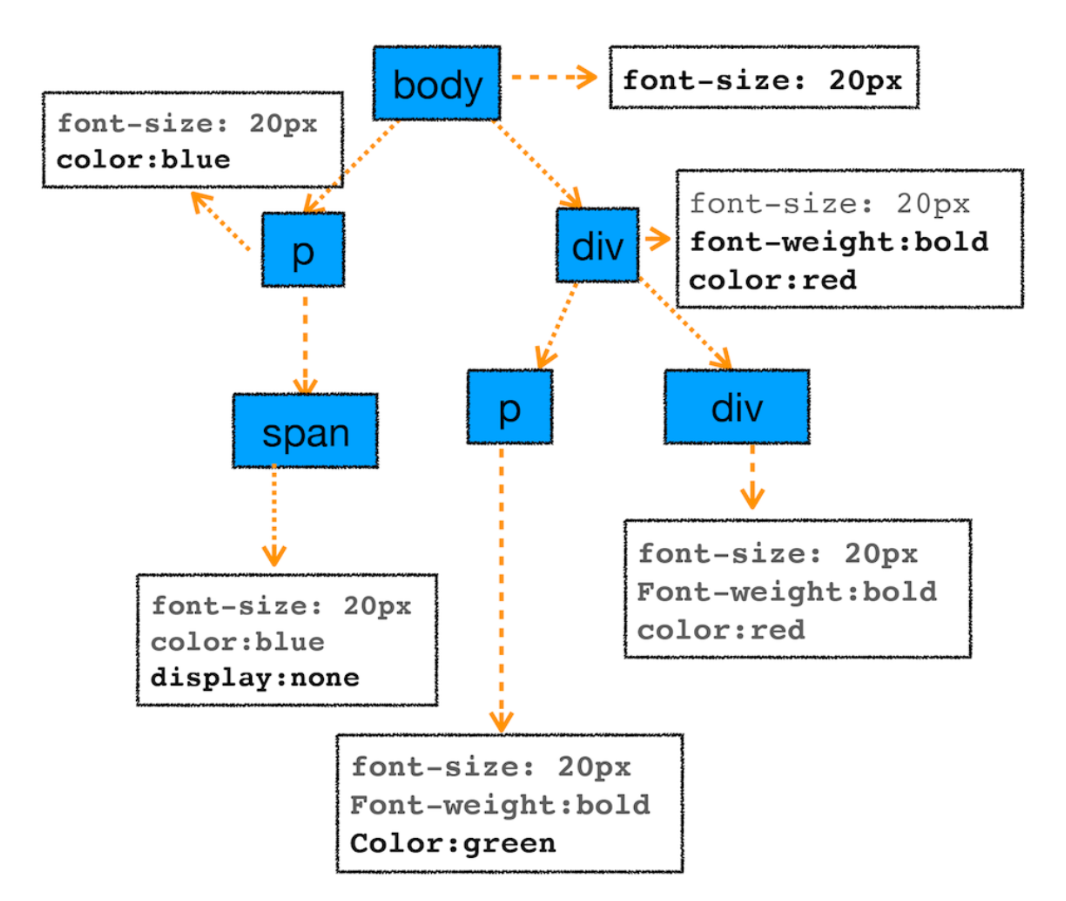 body
font-size: 20px
font-size: 20px
color:blue
p
div
font-size: 20px
font-weight:bold
color:red
span
p
div
font-size: 20px
color:blue
display:none
font-size: 20px
Font-weight:bold
color:red
font-size: 20px
Font-weight:bold
Color:green